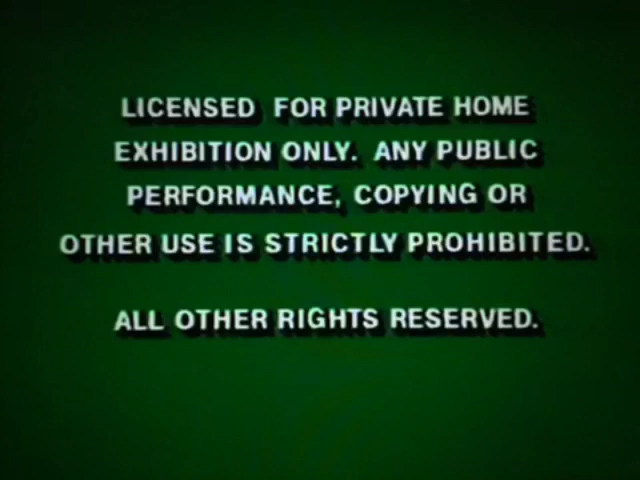 LICENSED FOR PRIVATE HOME
EXHIBITION ONLY. ANY PUBLIC
PERFORMANCE, COPYING OR
OTHER USE IS STRICTLY PROHIBITED.
ALL OTHER RIGHTS RESERVED.